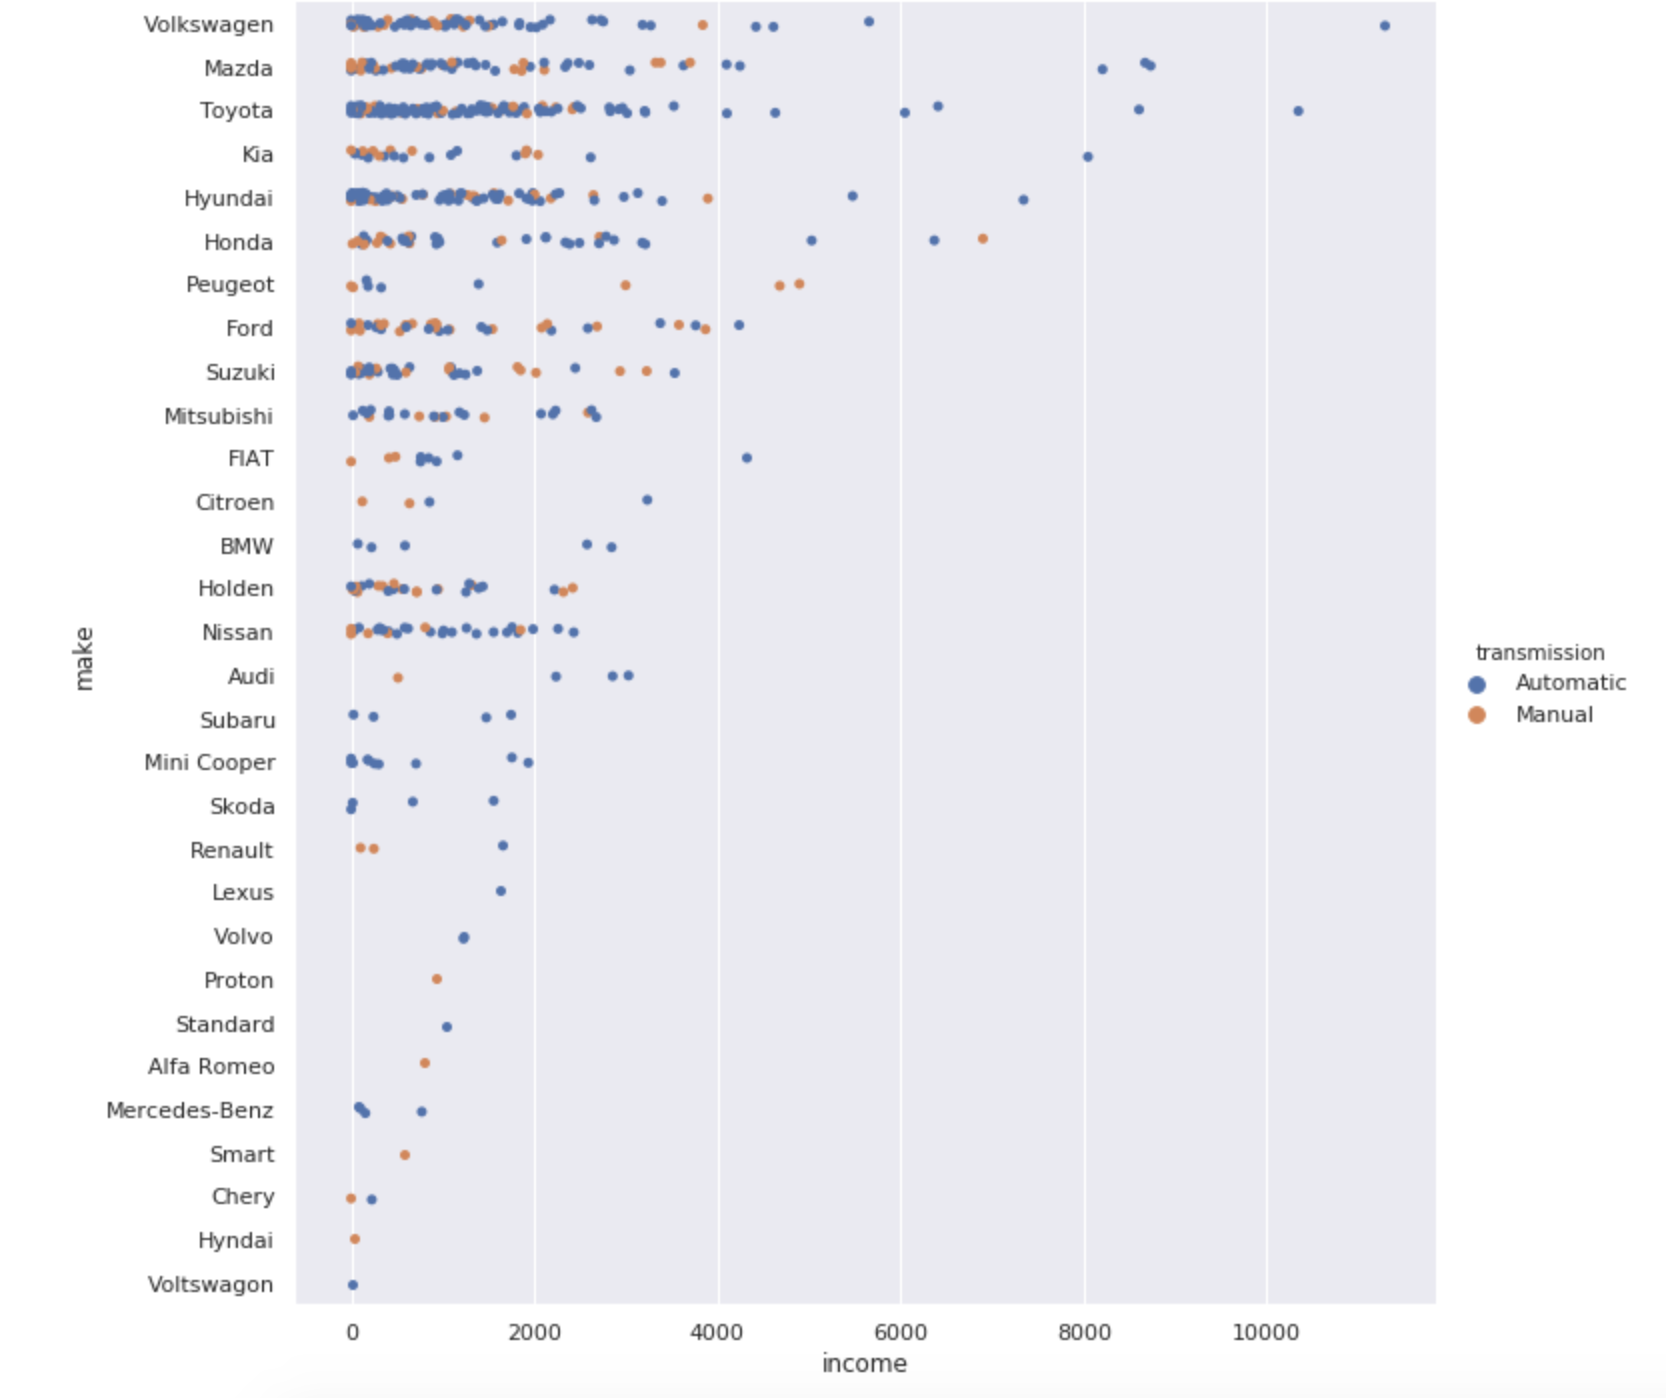 Volkswagen
Mazda
Toyota
Kia
Hyundai
Honda
Peugeot
Ford
Suzuki
Mitsubishi
FIAT
Citroen
BMW
Holden
Nissan
Audi
Subaru
Mini Cooper
Skoda
Renault
Lexus
Volvo
Proton
Standard
Alfa Romeo
Mercedes-Benz
Smart
Chery
Hyndai
Voltswagon
make
0 2000 4000 6000 8000 10000
income
transmission
Automatic
Manual